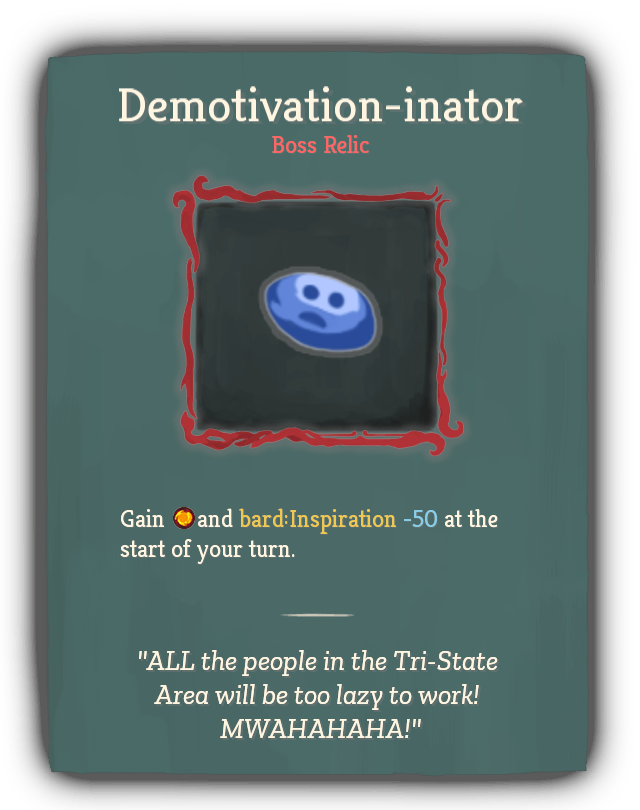 Demotivation-inator
Boss Relic
Gain and bard:Inspiration -50 at the
start of your turn.
"ALL the people in the Tri-State
Area will be too lazy to work!
MWAHAHAHA!"